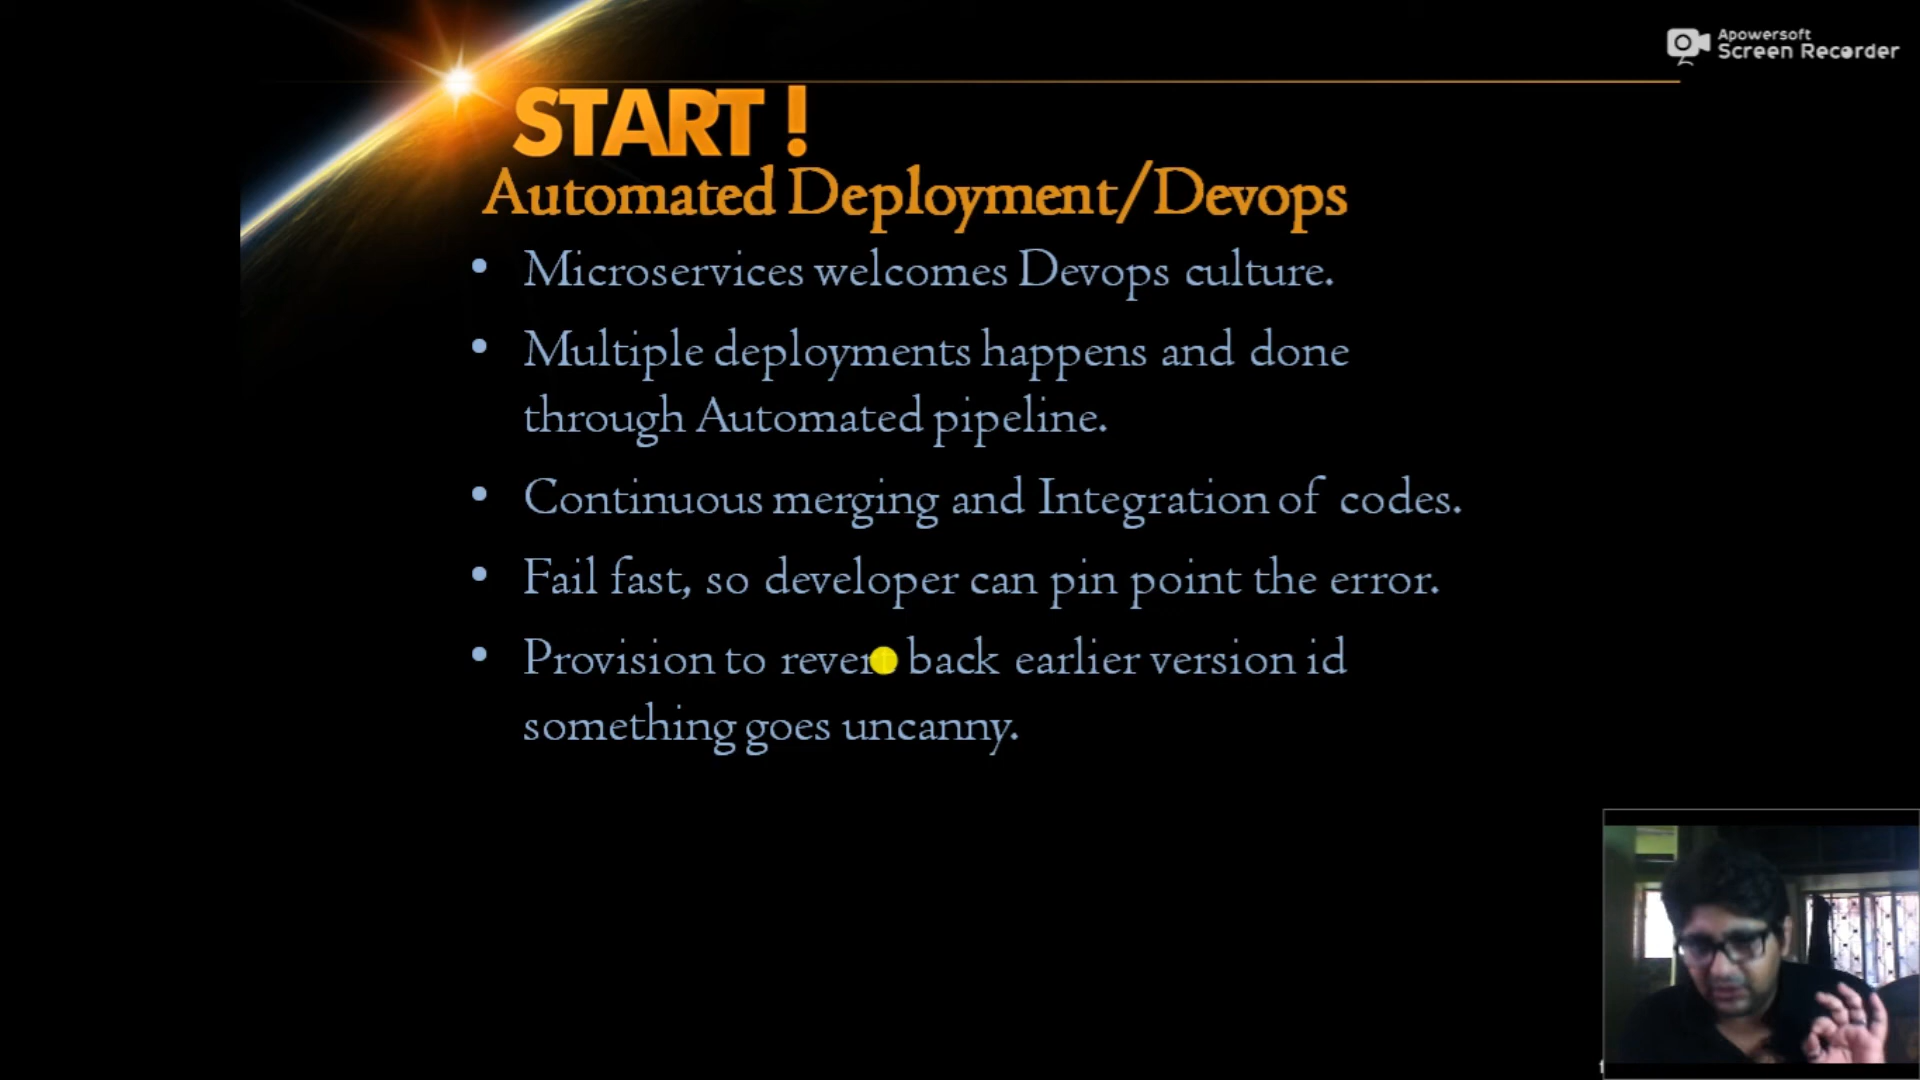 Apowersoft
Screen Recorder
START !
Automated Deployment/Devops
• Microservices welcomes Devops culture.
• Multiple deployments happens and done
through Automated pipeline.
• Continuous merging and Integration of codes.
• Fail fast, so developer can pin point the error.
• Provision to revert back earlier version id
something goes uncanny.